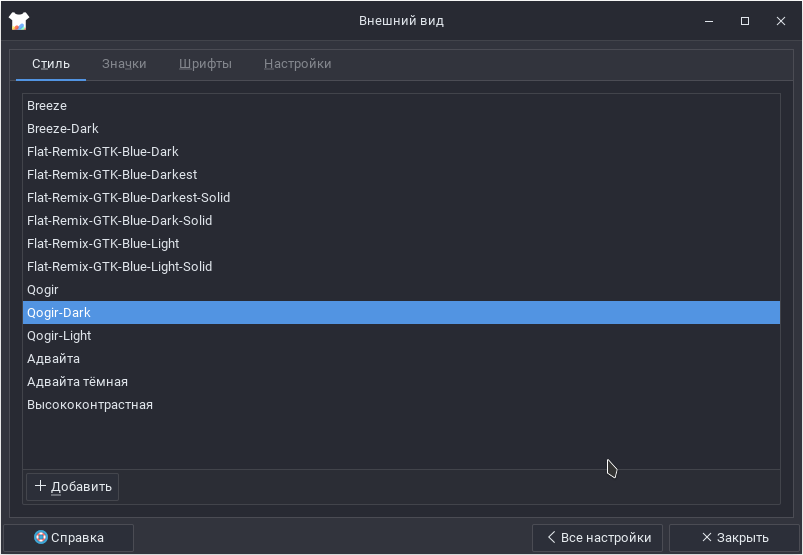 Внешний вид
Стиль Значки Шрифты Настройки
Breeze
Breeze-Dark
Flat-Remix-GTK-Blue-Dark
Flat-Remix-GTK-Blue-Darkest
Flat-Remix-GTK-Blue-Darkest-Solid
Flat-Remix-GTK-Blue-Dark-Solid
Flat-Remix-GTK-Blue-Light
Flat-Remix-GTK-Blue-Light-Solid
Qogir
Qogir-Dark
Qogir-Light
Адвайта
Адвайта тёмная
Высококонтрастная
Добавить
Справка Все настройки Закрыть